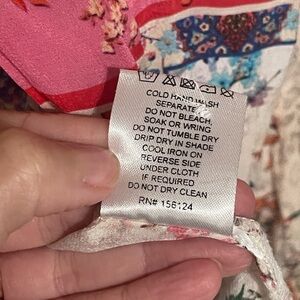 COLD HAND WASH
SEPARATELY
DO NOT BLEACH,
SOAK OR WRING
DO NOT TUMBLE DRY
DRIP DRY IN SHADE
COOL IRON ON
REVERSE SIDE
UNDER CLOTH
IF REQUIRED
DO NOT DRY CLEAN
RN# 156124